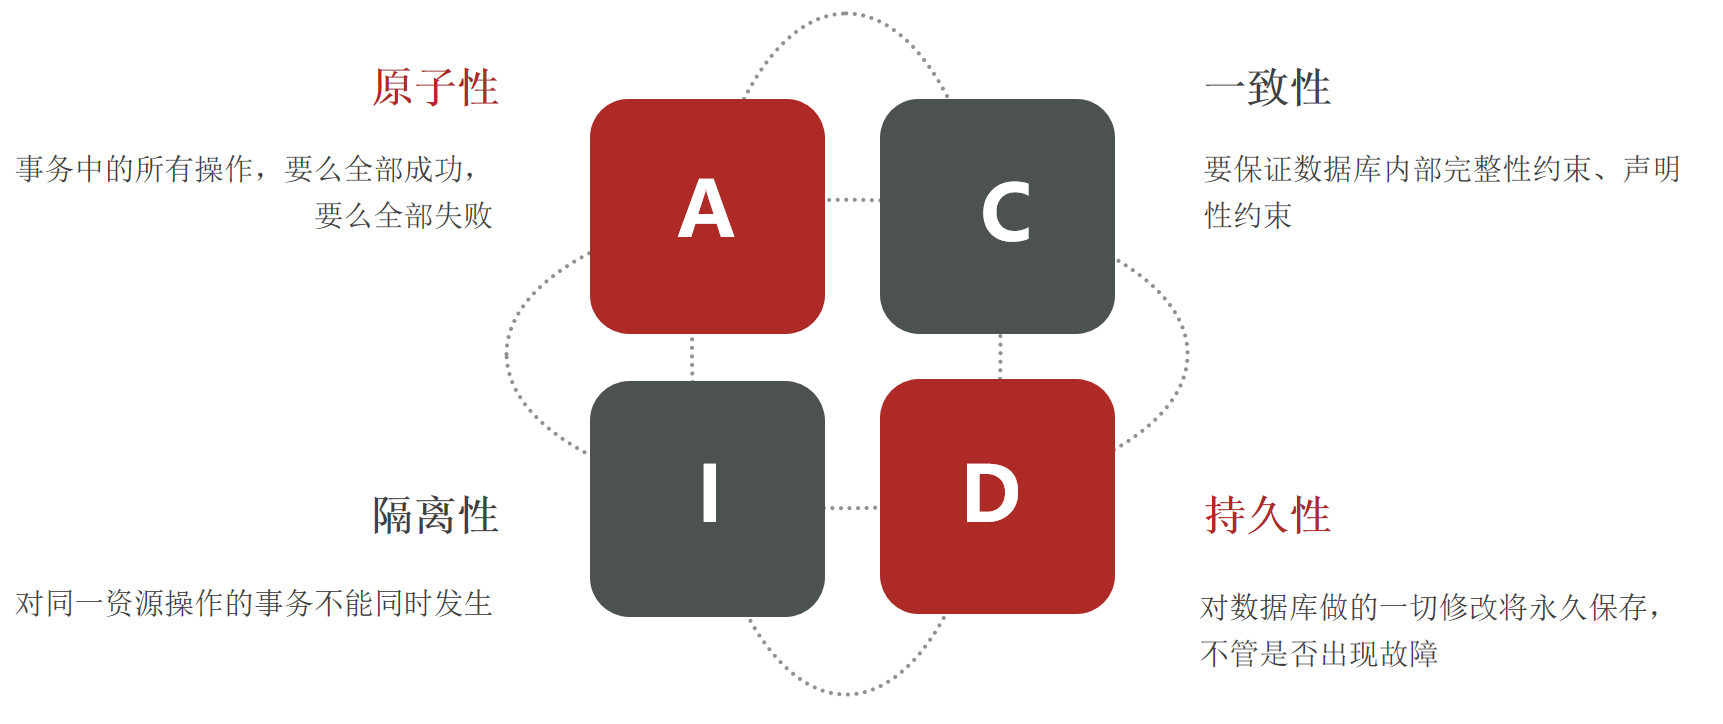 原子性
事务中的所有操作，要么全部成功，
要么全部失败
A
C
一致性
要保证数据库内部完整性约束、声明
性约束
隔离性
对同一资源操作的事务不能同时发生
I
D
持久性
对数据库做的一切修改将永久保存，
不管是否出现故障